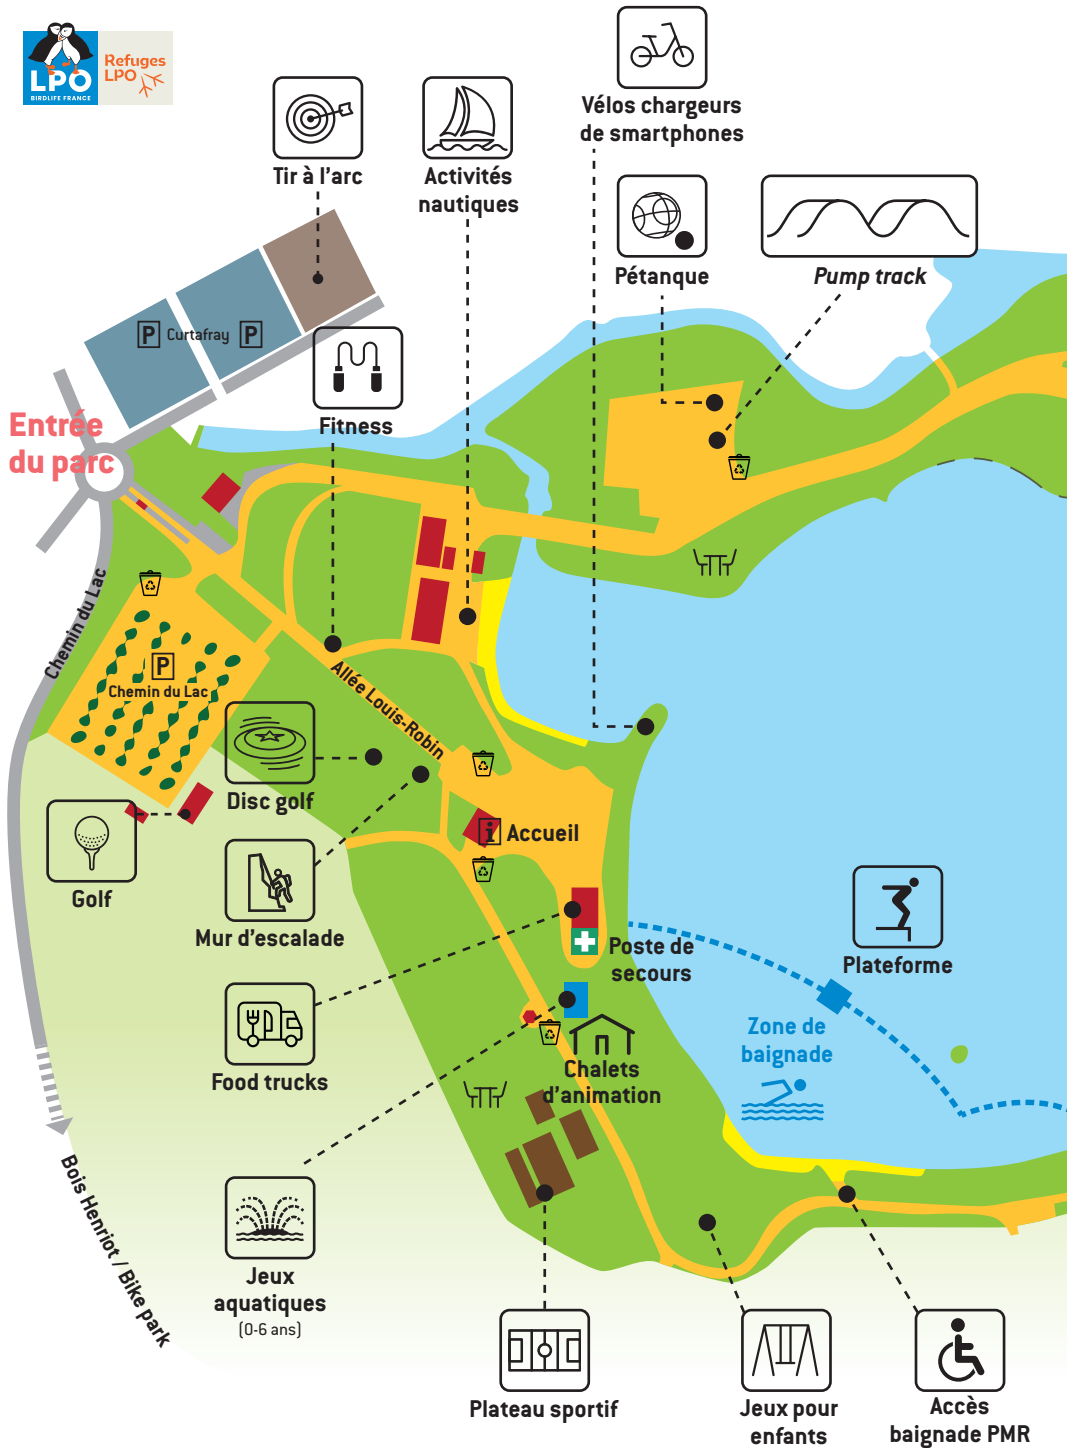 LPO
BIRDLIFE FRANCE
Refuges
LPO
Vélos chargeurs
de smartphones
Tir à l'arc
Activités
nautiques
Pétanque
Pump track
P Curtafray P
Fitness
Entrée
du parc
Chemin du Lac
P
Chemin du Lac
Allée Louis-Robin
Disc golf
i Accueil
Golf
Mur d'escalade
Poste de
secours
Plateforme
Zone de
baignade
Food trucks
Chalets
d'animation
Bois Henriot / Bike park
Jeux
aquatiques
(0-6 ans)
Plateau sportif
Jeux pour
enfants
Accès
baignade PMR